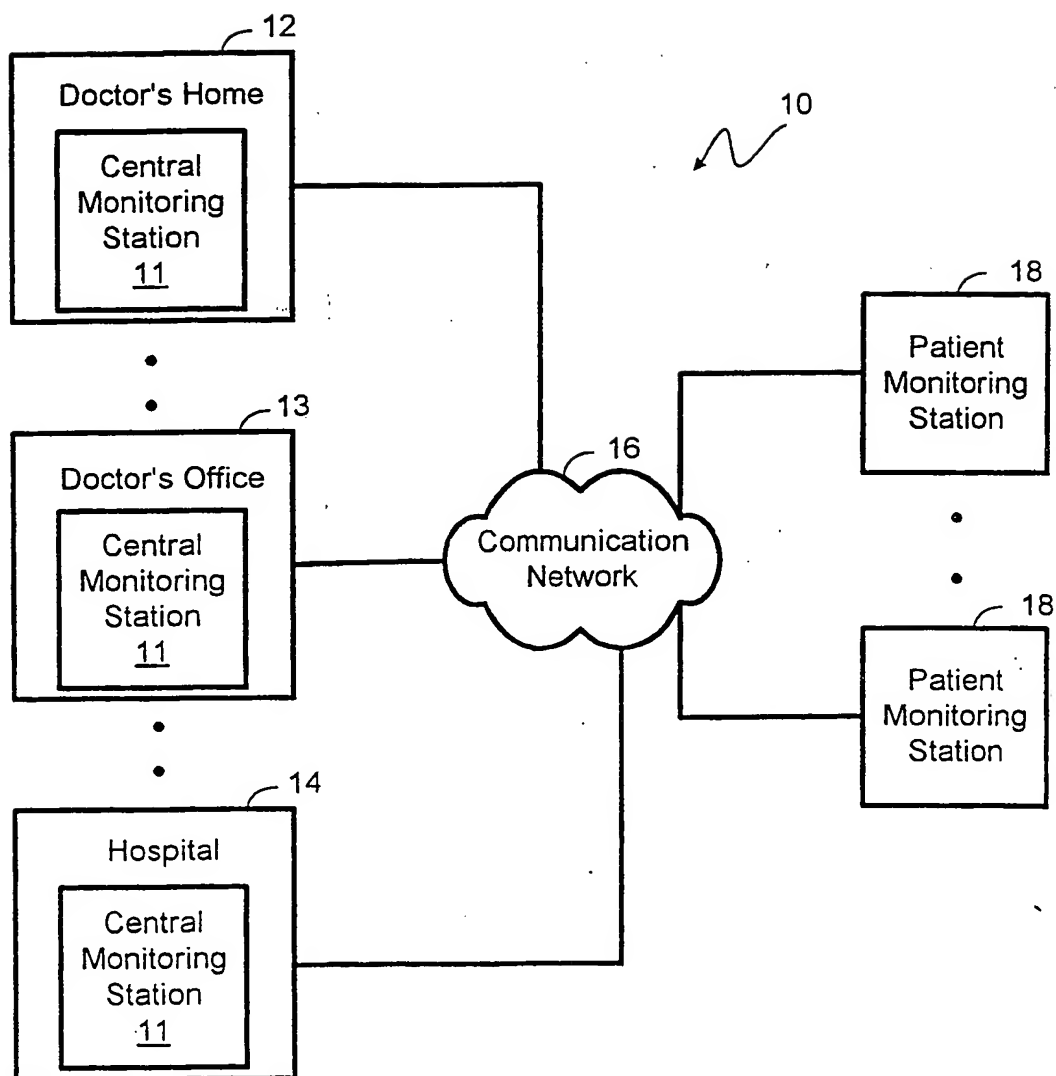 12
Doctor's Home
Central
Monitoring
Station
11
10
13
Doctor's Office
Central
Monitoring
Station
11
16
Communication
Network
18
Patient
Monitoring
Station
18
Patient
Monitoring
Station
14
Hospital
Central
Monitoring
Station
11